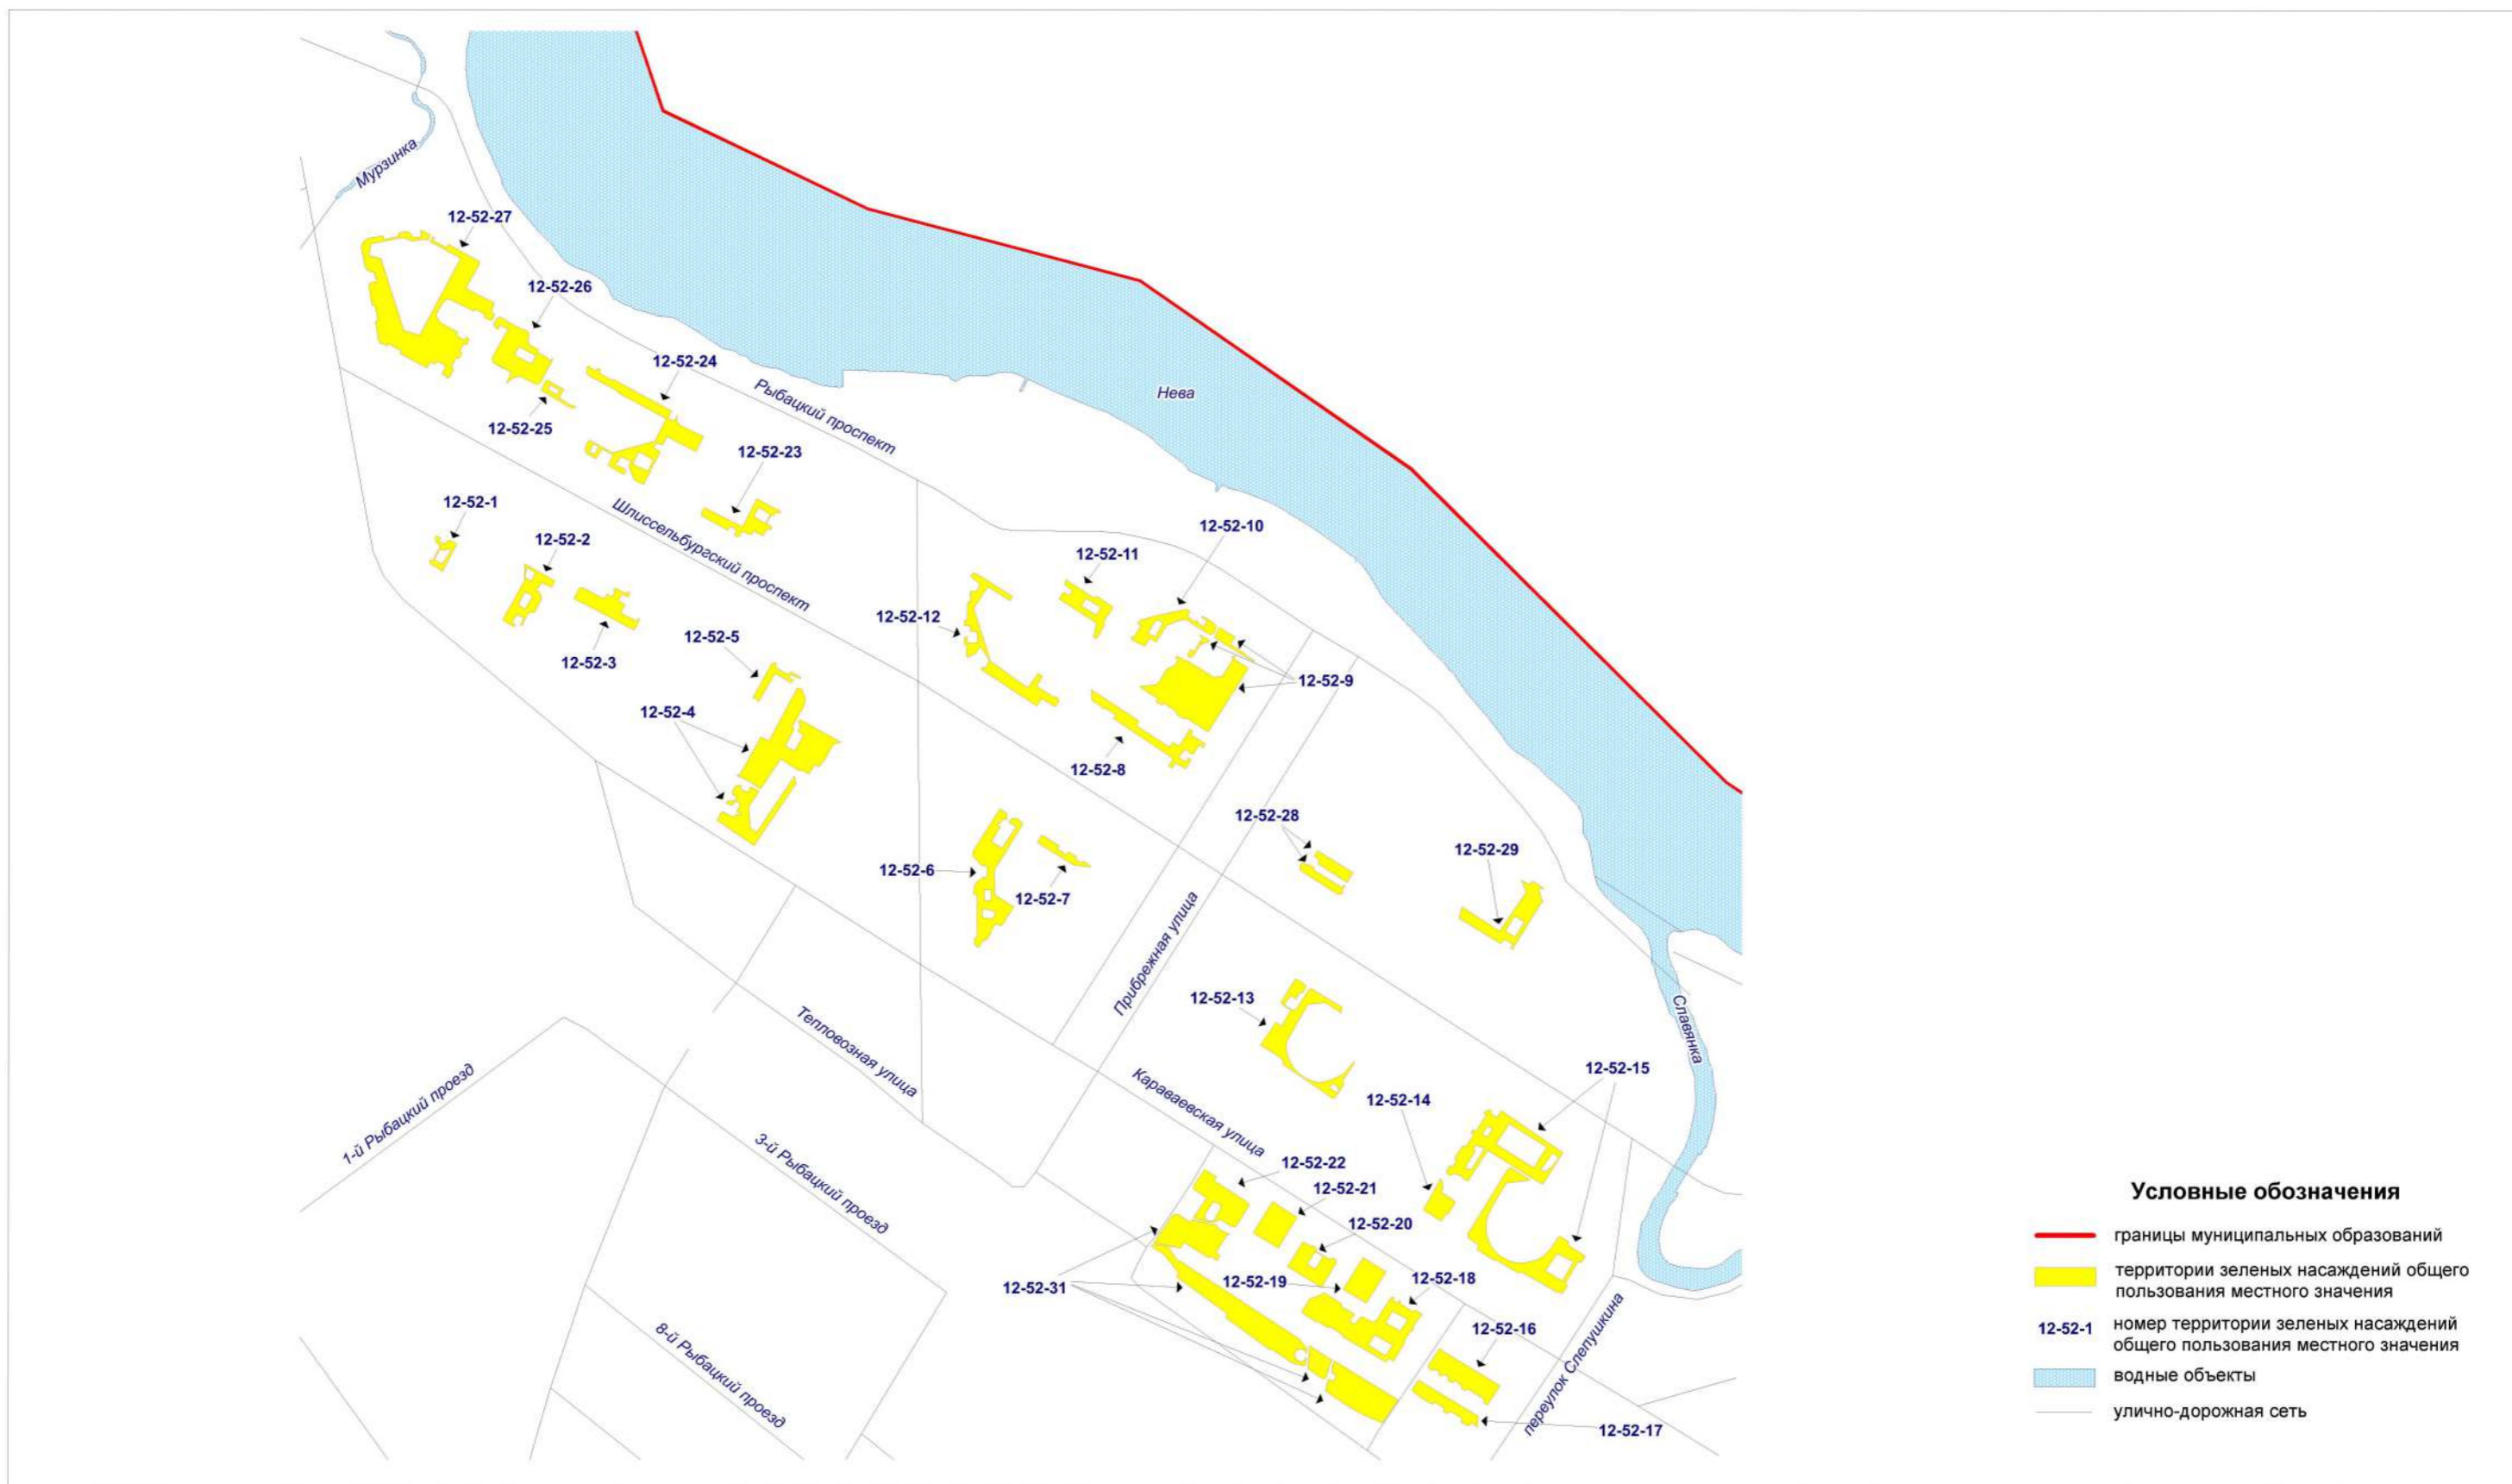 Мурзинка
12-52-27
12-52-26
12-52-24
Рыбацкий проспект
Нева
12-52-25
12-52-23
12-52-1
Шлиссельбургский проспект
12-52-2
12-52-10
12-52-11
12-52-12
12-52-5
12-52-3
12-52-9
12-52-4
12-52-8
12-52-28
12-52-29
12-52-6
12-52-7
Прибрежная улица
12-52-13
Славянка
Тепловозная улица
12-52-15
1-й Рыбацкий проезд
Караваевская улица
12-52-14
3-й Рыбацкий проезд
12-52-22
12-52-21
12-52-20
12-52-19
12-52-18
12-52-31
12-52-16
8-й Рыбацкий проезд
переулок Слепушкина
12-52-17
Условные обозначения
границы муниципальных образований
территории зеленых насаждений общего
пользования местного значения
12-52-1 номер территории зеленых насаждений
общего пользования местного значения
водные объекты
улично-дорожная сеть